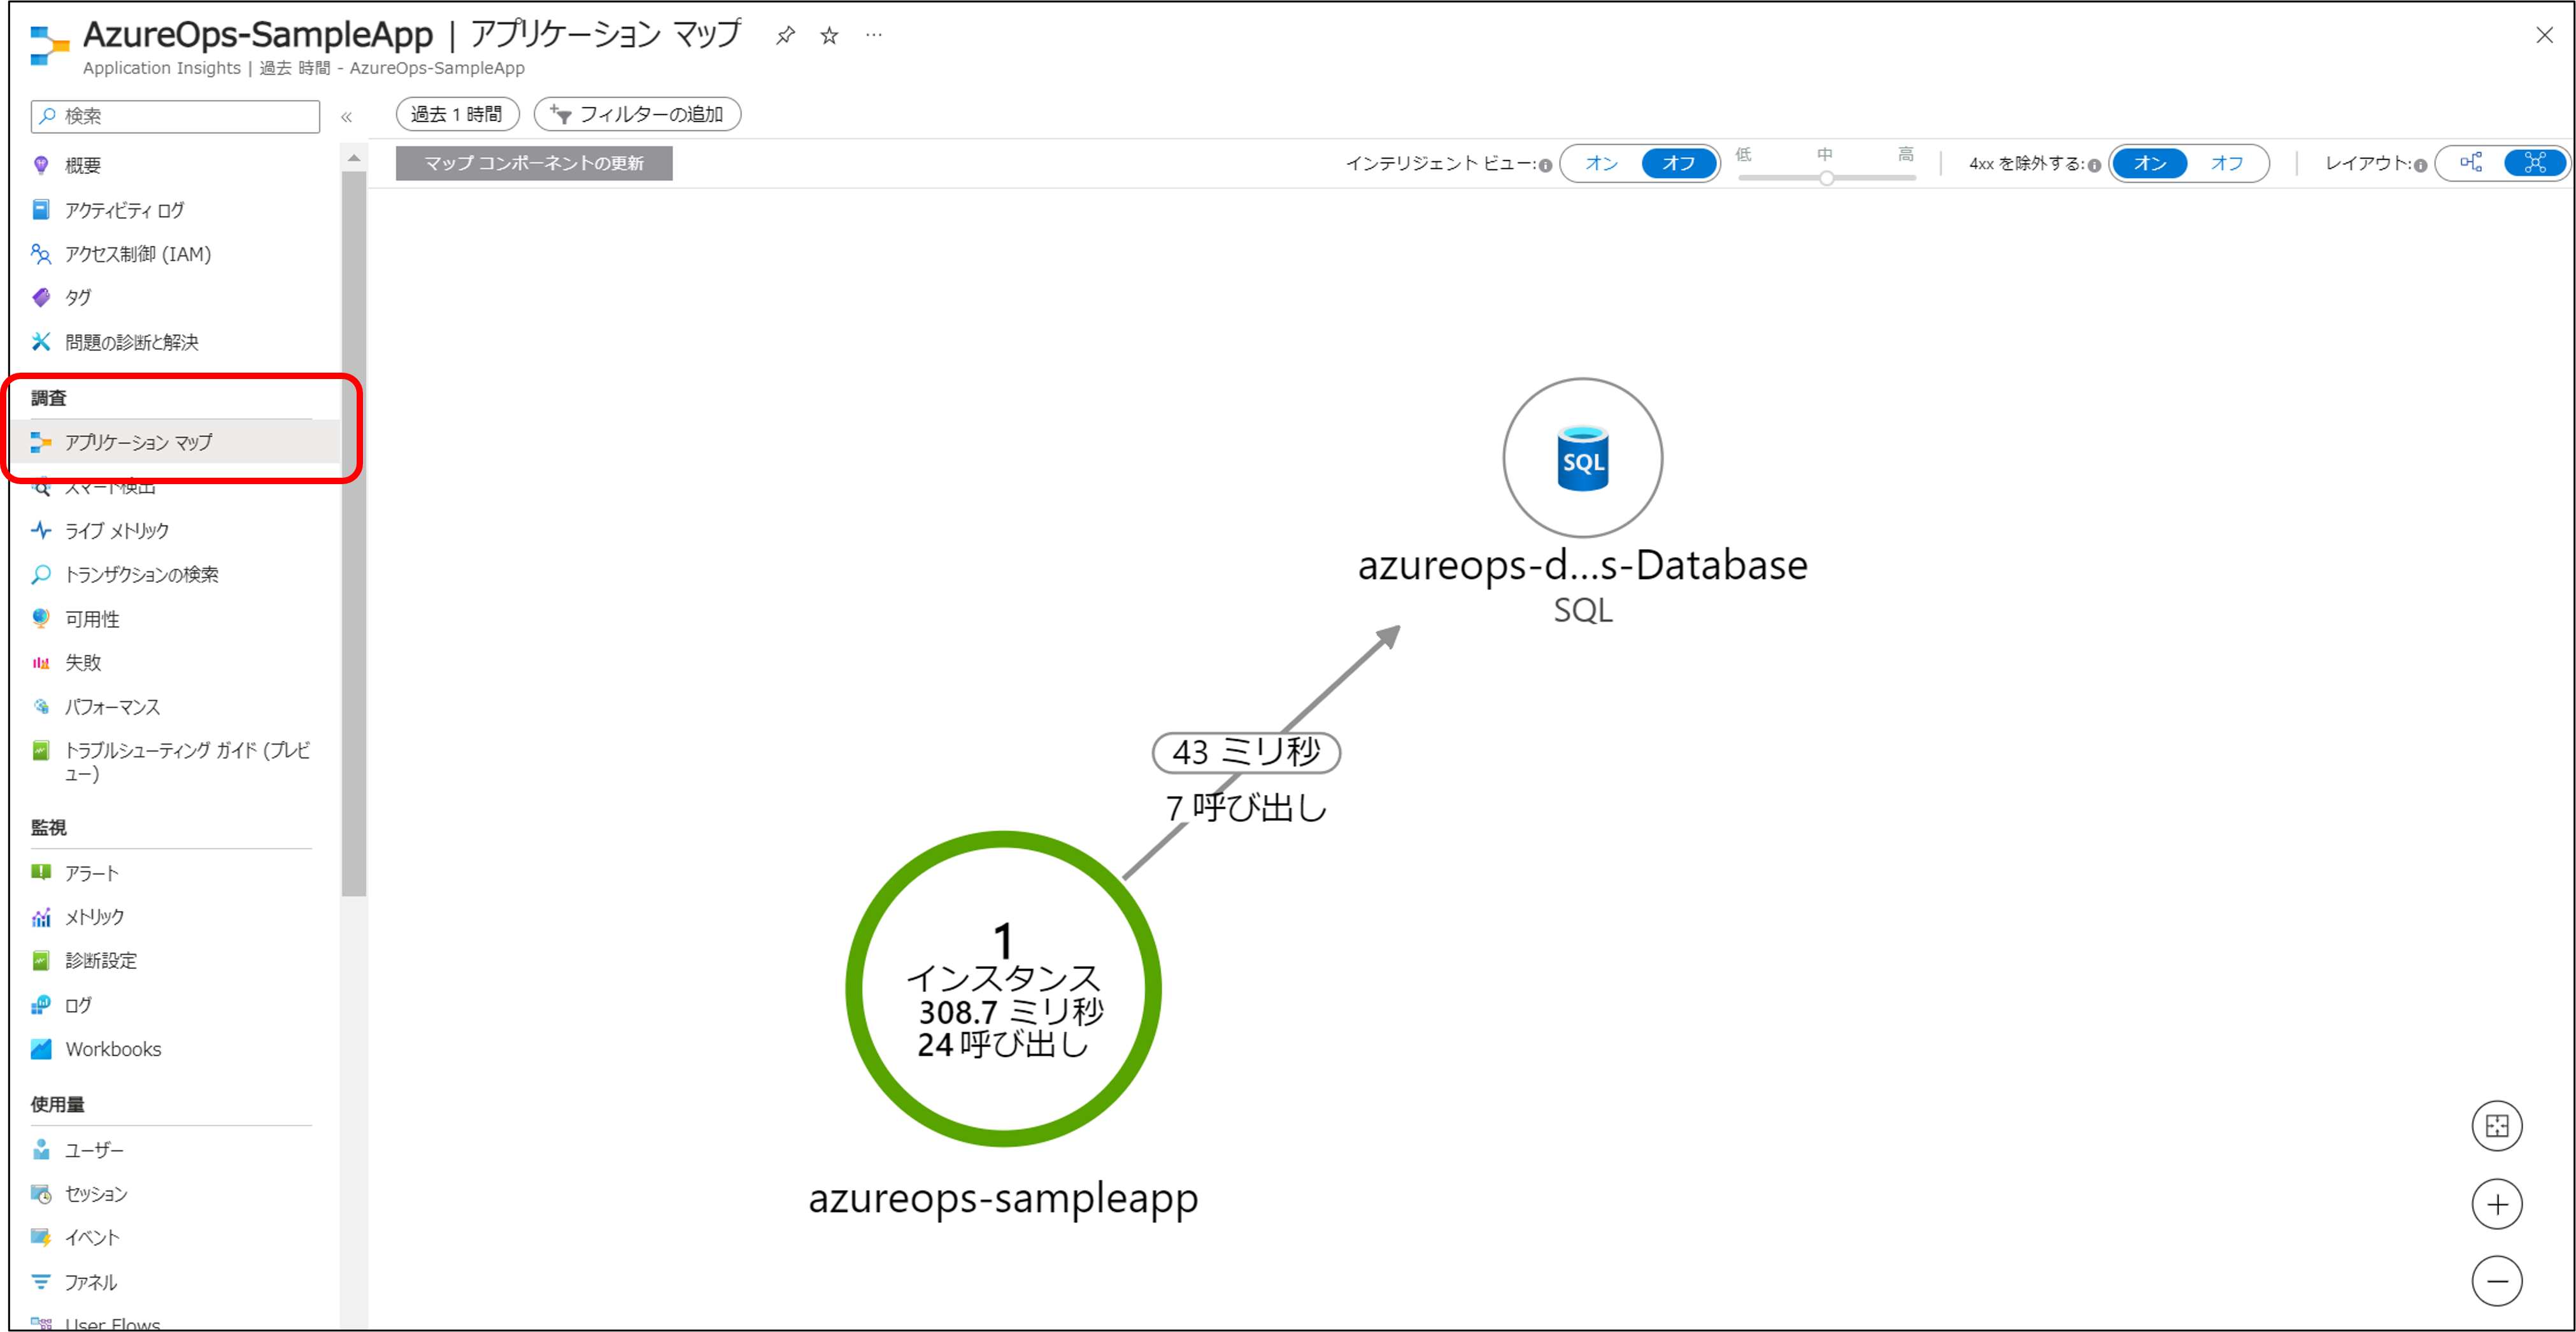 AzureOps-SampleApp | アプリケーション マップ
Application Insights | 過去 時間 - AzureOps-SampleApp
検索
過去 1 時間
フィルターの追加
マップ コンポーネントの更新
インテリジェント ビュー:
オン
オフ
低
中
高
4xx を除外する:
オン
オフ
レイアウト:
概要
アクティビティ ログ
アクセス制御 (IAM)
タグ
問題の診断と解決
調査
アプリケーション マップ
スマート検出
ライブ メトリック
トランザクションの検索
可用性
失敗
パフォーマンス
トラブルシューティング ガイド (プレビ
ュー)
監視
アラート
メトリック
診断設定
ログ
Workbooks
使用量
ユーザー
セッション
イベント
ファネル
User Flows
SQL
azureops-d...s-Database
SQL
43 ミリ秒
7 呼び出し
1
インスタンス
308.7 ミリ秒
24 呼び出し
azureops-sampleapp